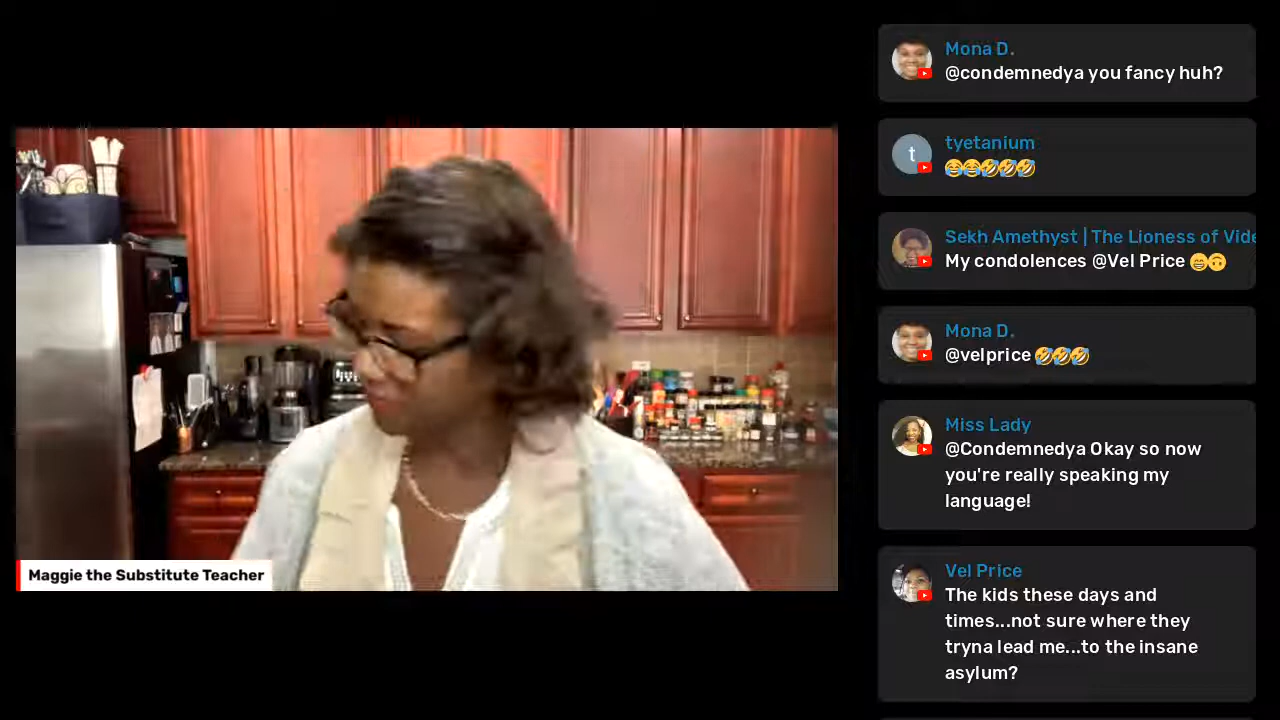 Mona D.
@condemnedya you fancy huh?
t
tyetanium
😂😂🤣🤣🤣
Sekh Amethyst | The Lioness of Vide
My condolences @Vel Price 😁🙃
Mona D.
@velprice 🤣🤣🤣
Miss Lady
@Condemnedya Okay so now
you're really speaking my
language!
Vel Price
The kids these days and
times...not sure where they
tryna lead me...to the insane
asylum?
Maggie the Substitute Teacher